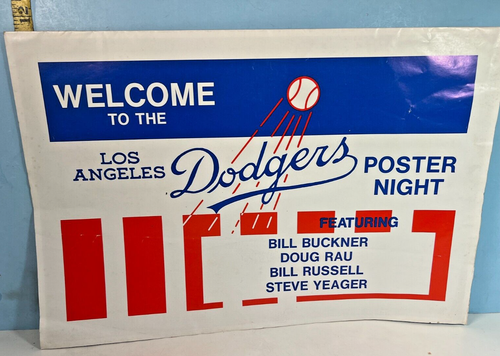 WELCOME
TO THE
LOS
ANGELES
Dodgers
POSTER
NIGHT
FEATURING
BILL BUCKNER
DOUG RAU
BILL RUSSELL
STEVE YEAGER